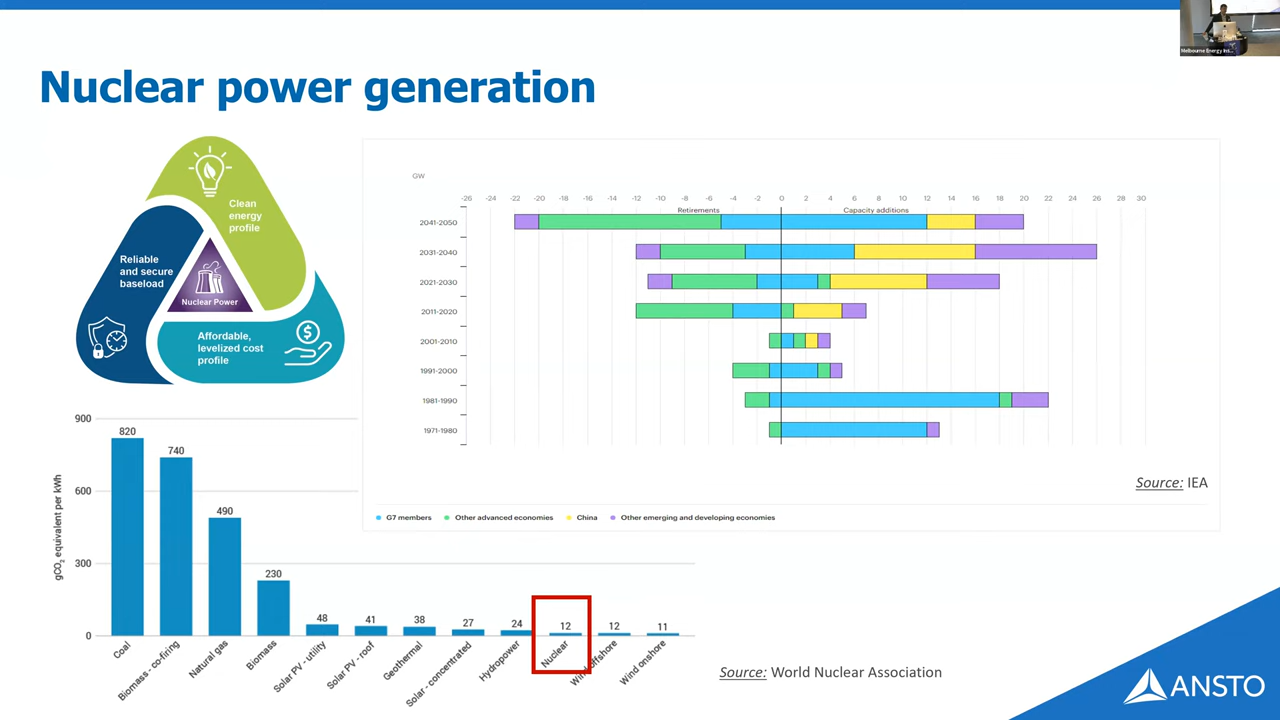 Melbourne Energy Ins...
Nuclear power generation
Clean
energy
profile
Reliable
and secure
baseload
Nuclear Power
Affordable,
levelized cost
profile
GW
-26 -24 -22 -20 -18 -16 -14 -12 -10 -8 -6 -4 -2 0 2 4 6 8 10 12 14 16 18 20 22 24 26 28 30
Retirements Capacity additions
2041-2050
2031-2040
2021-2030
2011-2020
2001-2010
1991-2000
1981-1990
1971-1980
Source: IEA
G7 members Other advanced economies China Other emerging and developing economies
gCO2 equivalent per kWh
900
600
300
0
820
740
490
230
48
41
38
27
24
12
12
11
Coal
Biomass - co-firing
Natural gas
Biomass
Solar PV - utility
Solar PV - roof
Geothermal
Solar - concentrated
Hydropower
Nuclear
Wind offshore
Wind onshore
Source: World Nuclear Association
ANSTO